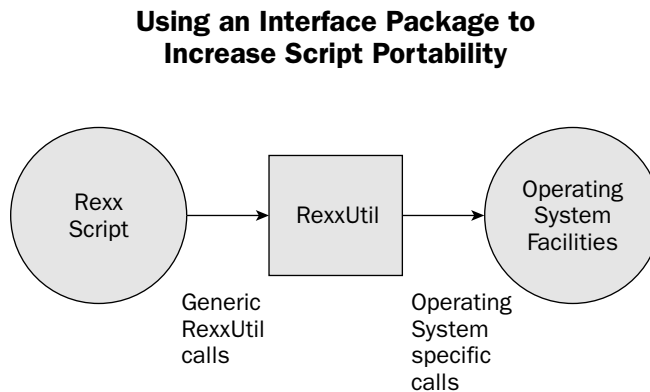 Using an Interface Package to
Increase Script Portability
Rexx
Script
RexxUtil
Operating
System
Facilities
Generic
RexxUtil
calls
Operating
System
specific
calls